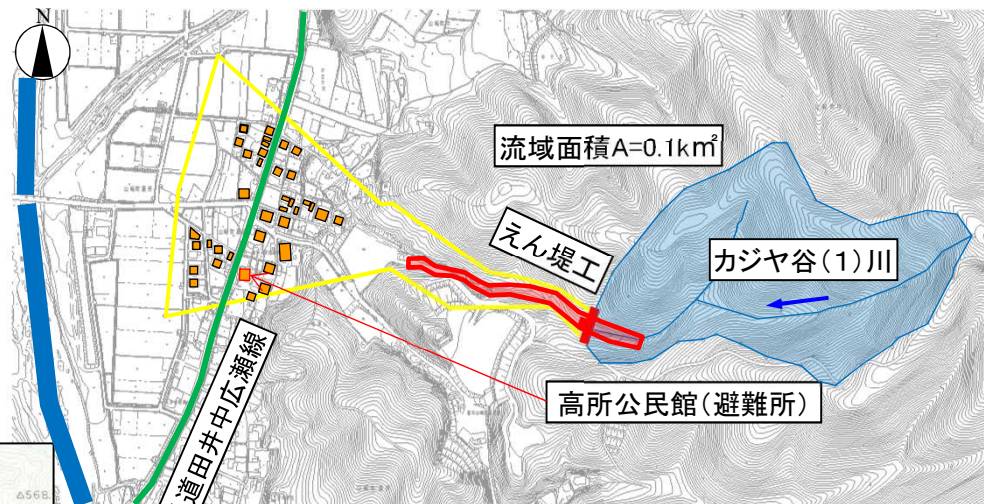 N
流域面積A=0.1k㎡
えん堤工
カジヤ谷(1)川
高所公民館(避難所)
道田井中広瀬線
△568